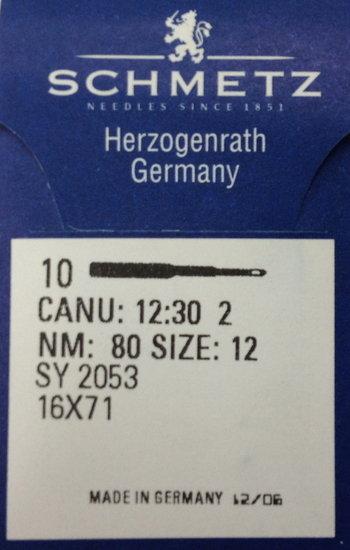 SCHMETZ
NEEDLES SINCE 1851
Herzogenrath
Germany
10
CANU: 12:30 2
NM: 80 SIZE: 12
SY 2053
16X71
MADE IN GERMANY 12/06